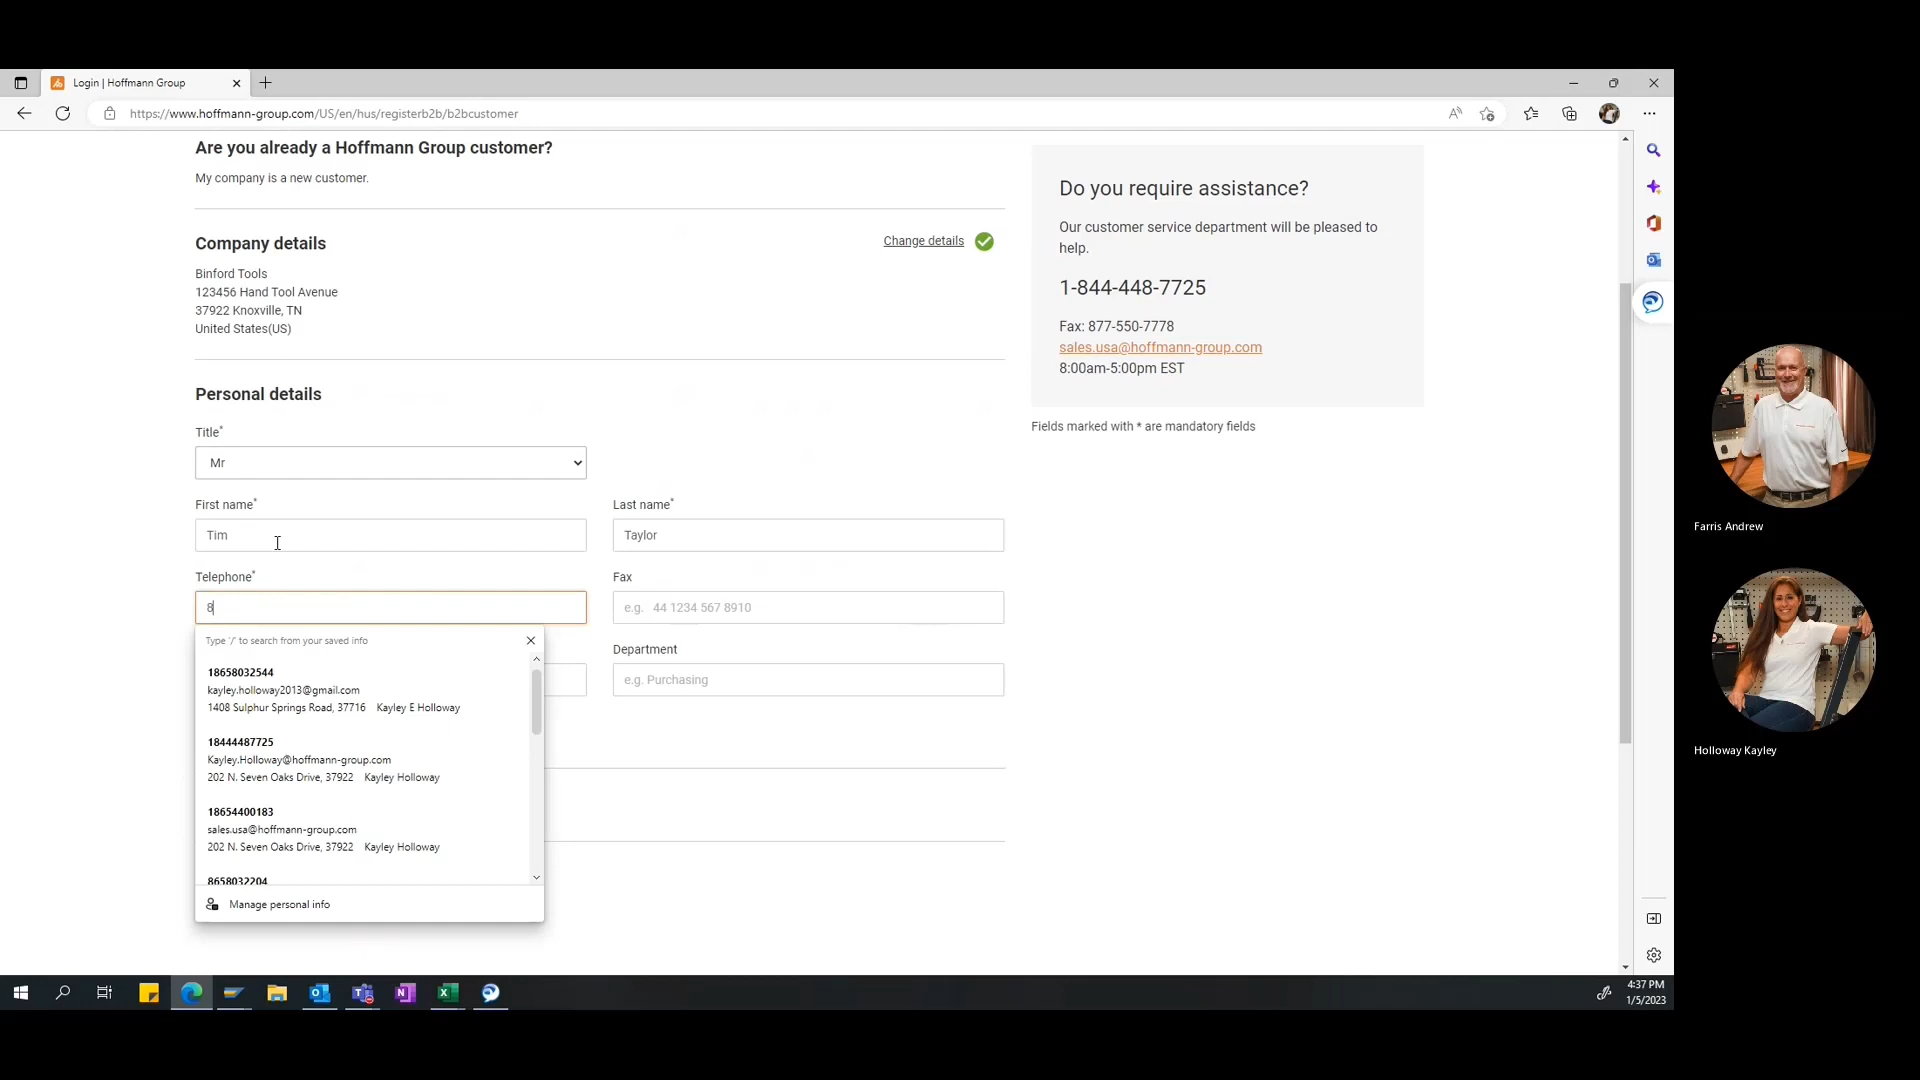 Login | Hoffmann Group
https://www.hoffmann-group.com/US/en/hus/registerb2b/b2bcustomer
Are you already a Hoffmann Group customer?
My company is a new customer.
Company details
Change details
Binford Tools
123456 Hand Tool Avenue
37922 Knoxville, TN
United States(US)
Personal details
Title*
Mr
First name*
Last name*
Tim
Taylor
Telephone*
Fax
8
e.g. 44 1234 567 8910
Type '/' to search from your saved info
Department
e.g. Purchasing
18658032544
kayley.holloway2013@gmail.com
1408 Sulphur Springs Road, 37716 Kayley E Holloway
18444487725
Kayley.Holloway@hoffmann-group.com
202 N. Seven Oaks Drive, 37922 Kayley Holloway
18654400183
sales.usa@hoffmann-group.com
202 N. Seven Oaks Drive, 37922 Kayley Holloway
8658032204
Manage personal info
Do you require assistance?
Our customer service department will be pleased to
help.
1-844-448-7725
Fax: 877-550-7778
sales.usa@hoffmann-group.com
8:00am-5:00pm EST
Fields marked with * are mandatory fields
Farris Andrew
Holloway Kayley
4:37 PM
1/5/2023